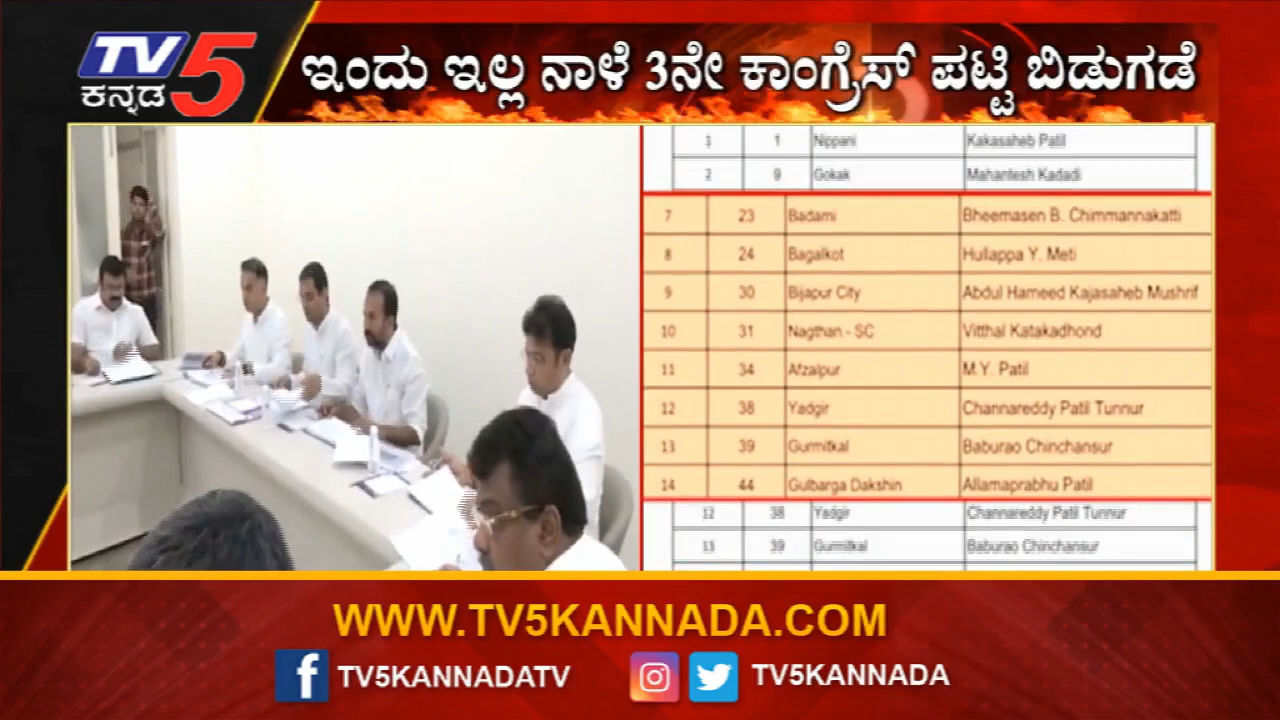 TV5
ಕನ್ನಡ
ಇಂದು ಇಲ್ಲ ನಾಳೆ 3ನೇ ಕಾಂಗ್ರೆಸ್ ಪಟ್ಟಿ ಬಿಡುಗಡೆ
1 1 Nippani Kakasaheb Patil
2 9 Gokak Mahantesh Kadadi
7 23 Badami Bheemasen B. Chimmannakatti
8 24 Bagalkot Hullappa Y. Meti
9 30 Bijapur City Abdul Hameed Kajasaheb Mushrif
10 31 Nagthan - SC Vitthal Katakadhond
11 34 Afzalpur M.Y. Patil
12 38 Yadgir Channareddy Patil Tunnur
13 39 Gurmitkal Baburao Chinchansur
14 44 Gulbarga Dakshin Allamaprabhu Patil
12 38 Yadgir Channareddy Patil Tunnur
13 39 Gurmitkal Baburao Chinchansur
WWW.TV5KANNADA.COM
f TV5KANNADATV TV5KANNADA